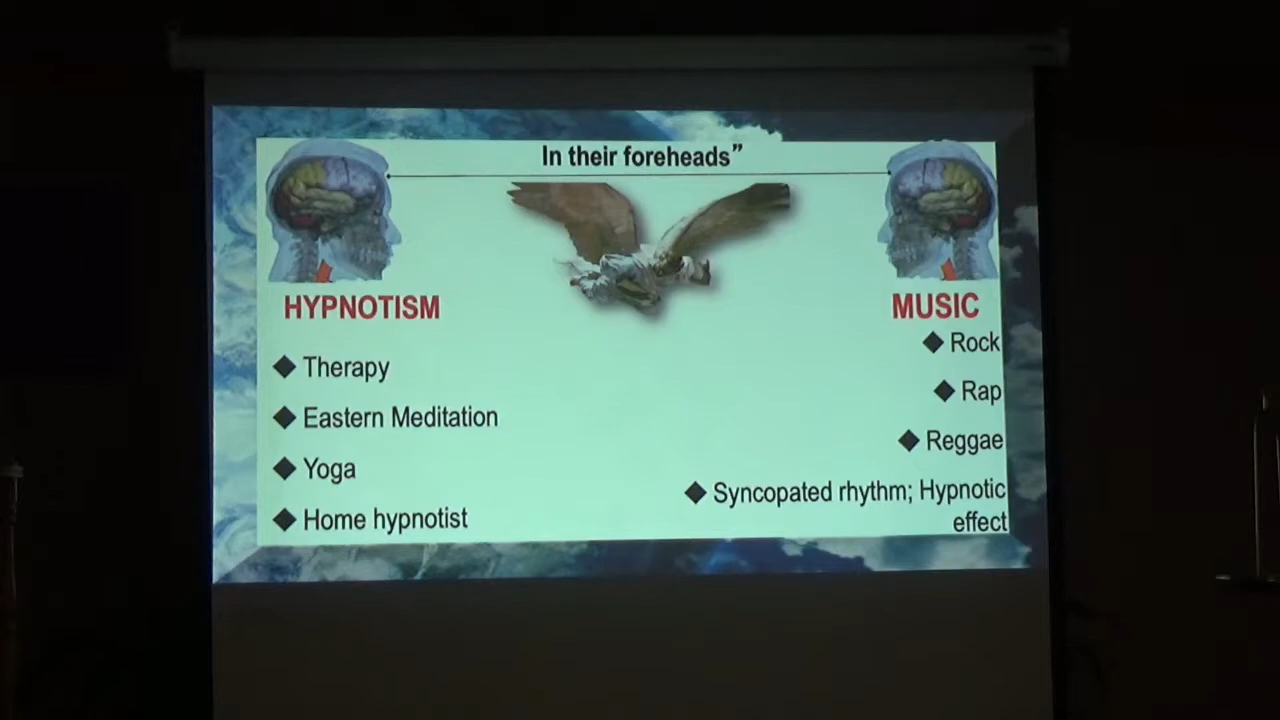 In their foreheads”
HYPNOTISM
Therapy
Eastern Meditation
Yoga
Home hypnotist
MUSIC
Rock
Rap
Reggae
Syncopated rhythm; Hypnotic
effect